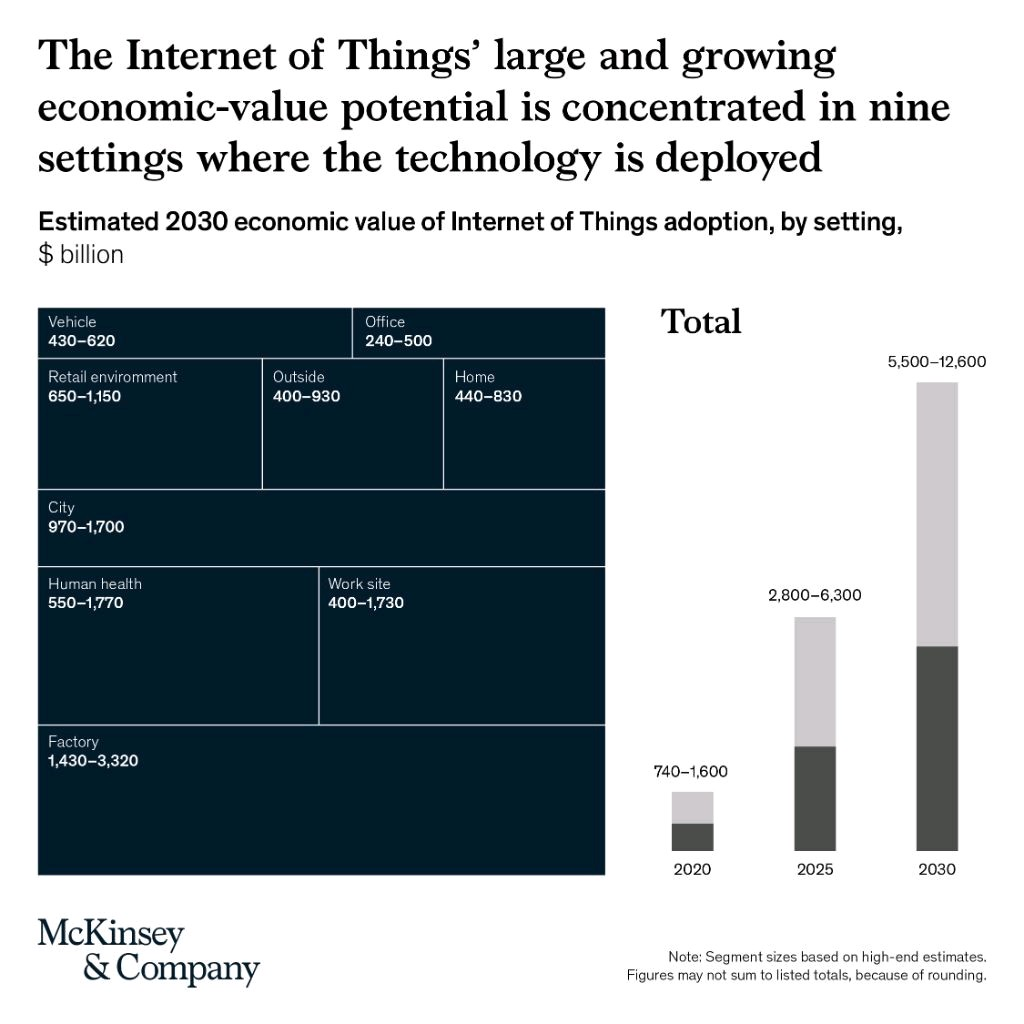 The Internet of Things’ large and growing
economic-value potential is concentrated in nine
settings where the technology is deployed
Estimated 2030 economic value of Internet of Things adoption, by setting,
$ billion
Vehicle
430–620
Office
240–500
Retail enviromment
650–1,150
Outside
400–930
Home
440–830
City
970–1,700
Human health
550–1,770
Work site
400–1,730
Factory
1,430–3,320
Total
5,500–12,600
2,800–6,300
740–1,600
2020
2025
2030
McKinsey
& Company
Note: Segment sizes based on high-end estimates.
Figures may not sum to listed totals, because of rounding.